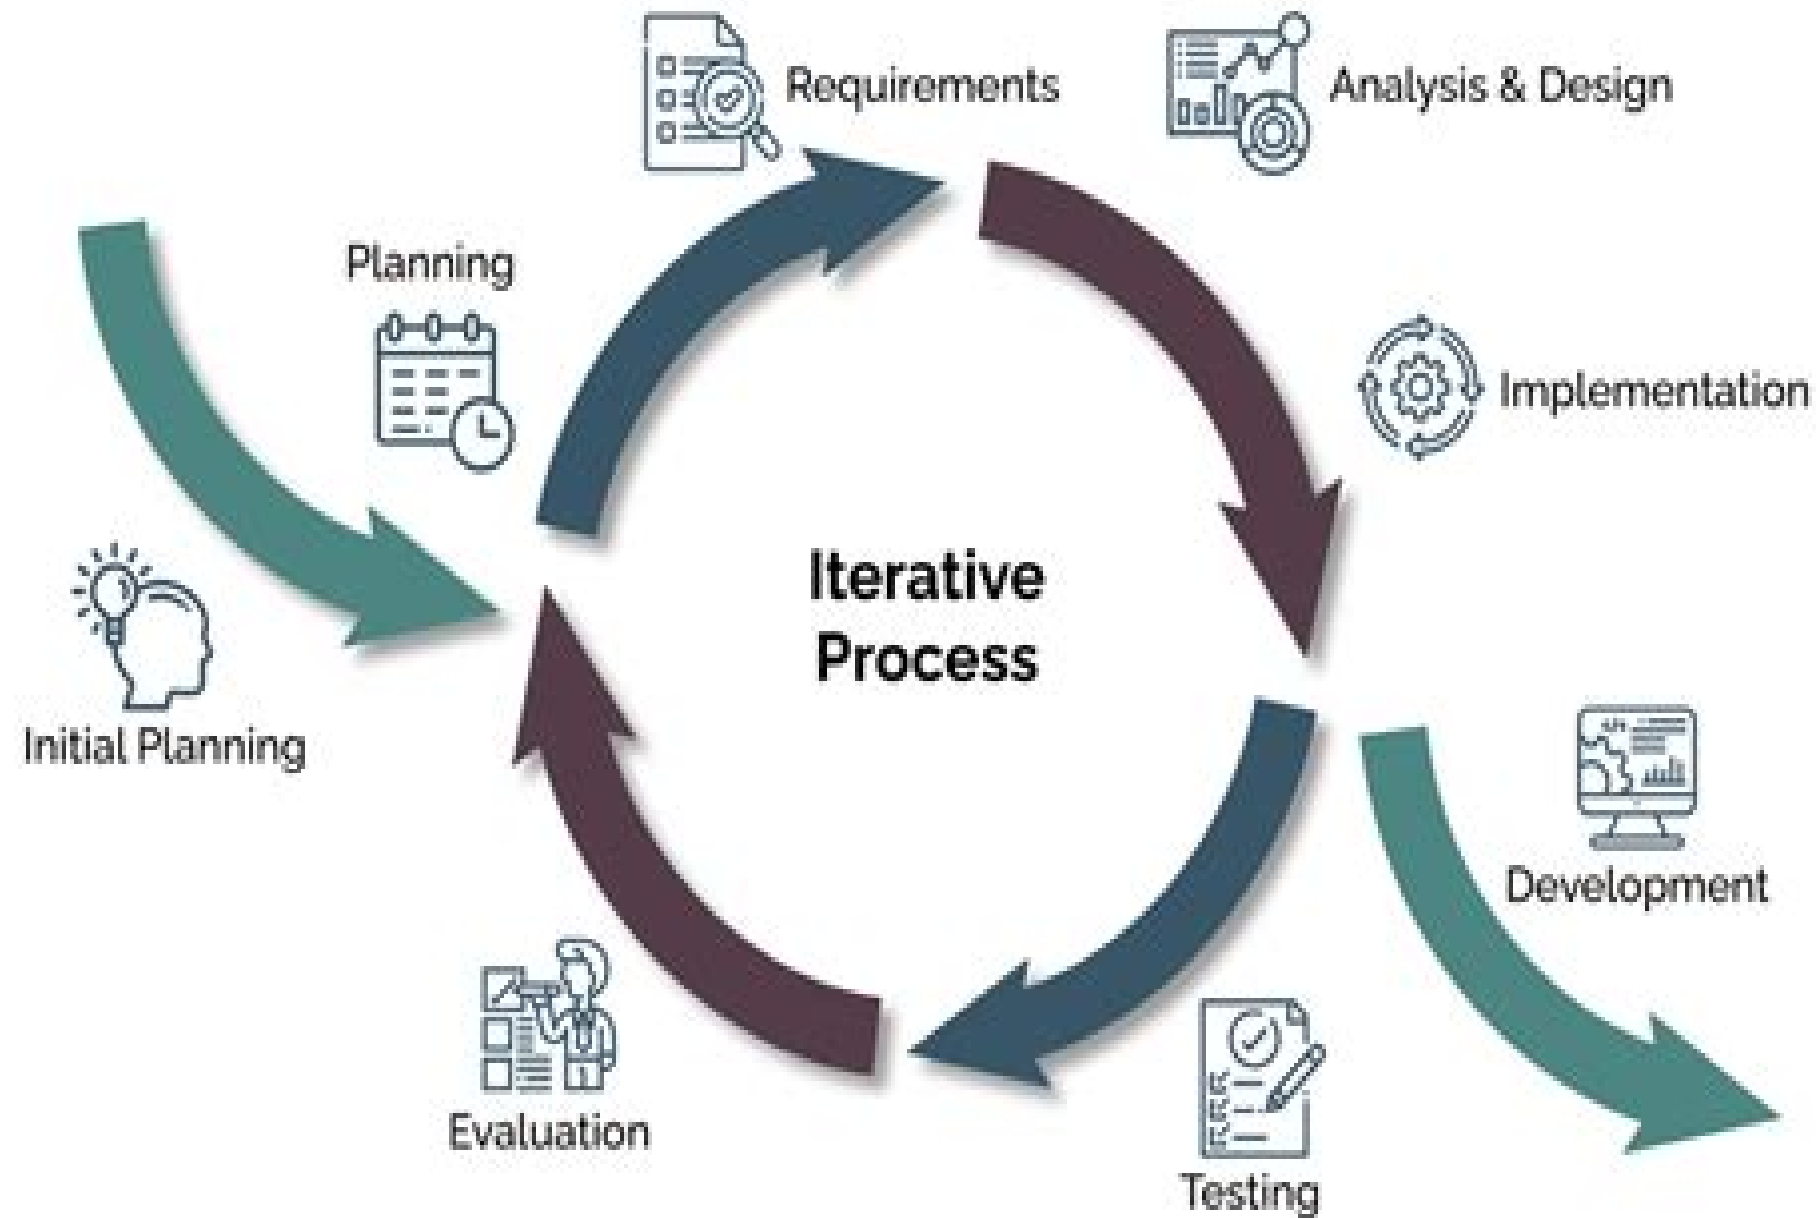 Requirements
Analysis & Design
Planning
Implementation
Iterative
Process
Initial Planning
Development
Evaluation
Testing